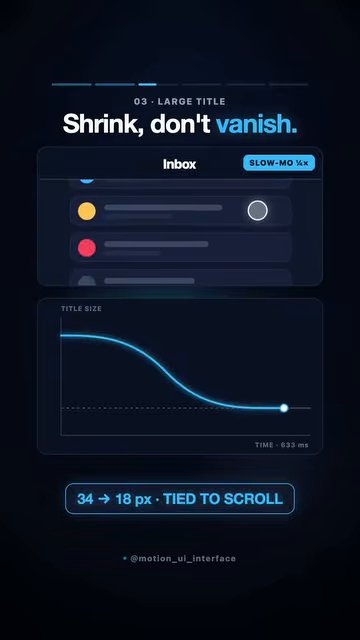 03 · LARGE TITLE
Shrink, don't vanish.
Inbox
SLOW-MO ¼×
TITLE SIZE
TIME · 633 ms
34 → 18 px · TIED TO SCROLL
@motion_ui_interface